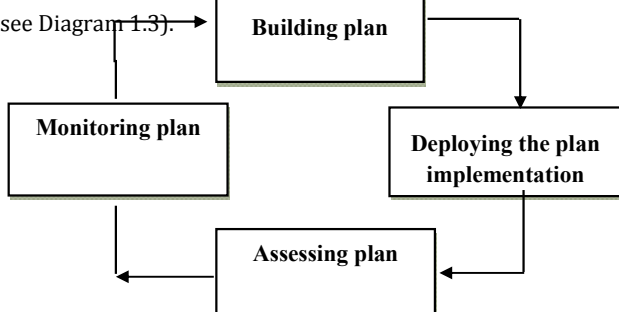 see Diagram 1.3).
Building plan
Monitoring plan
Deploying the plan
implementation
Assessing plan